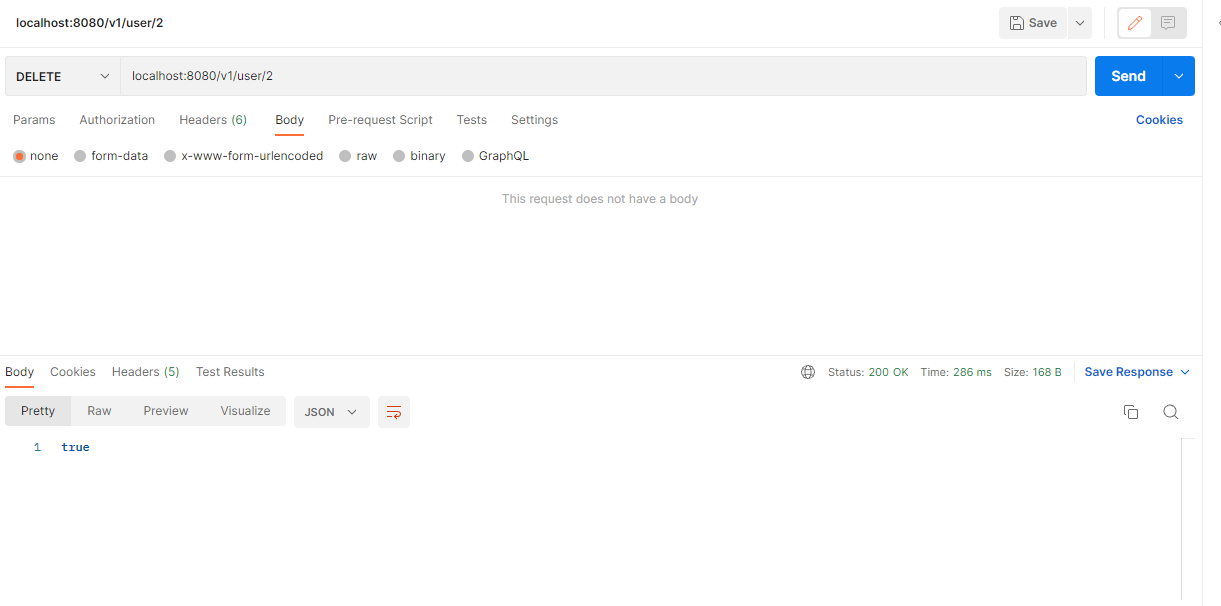 localhost:8080/v1/user/2
Save
DELETE
localhost:8080/v1/user/2
Send
Params Authorization Headers (6) Body Pre-request Script Tests Settings Cookies
none form-data x-www-form-urlencoded raw binary GraphQL
This request does not have a body
Body Cookies Headers (5) Test Results Status: 200 OK Time: 286 ms Size: 168 B Save Response
Pretty Raw Preview Visualize JSON
1 true